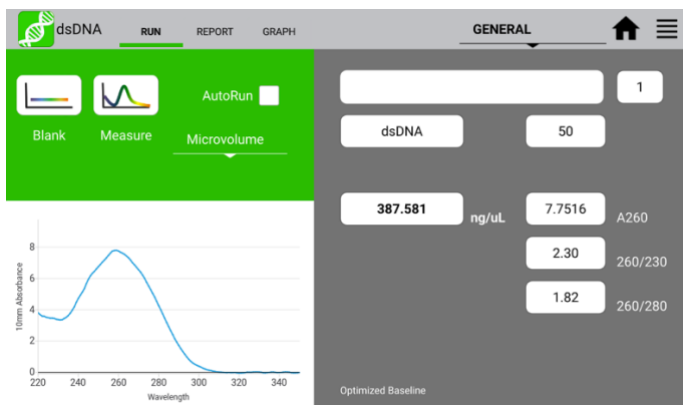 dsDNA RUN REPORT GRAPH GENERAL
AutoRun
Blank Measure Microvolume
1
dsDNA 50
387.581 ng/uL 7.7516 A260
2.30 260/230
1.82 260/280
Optimized Baseline
10mm Absorbance
8
6
4
2
0
220 240 260 280 300 320 340
Wavelength